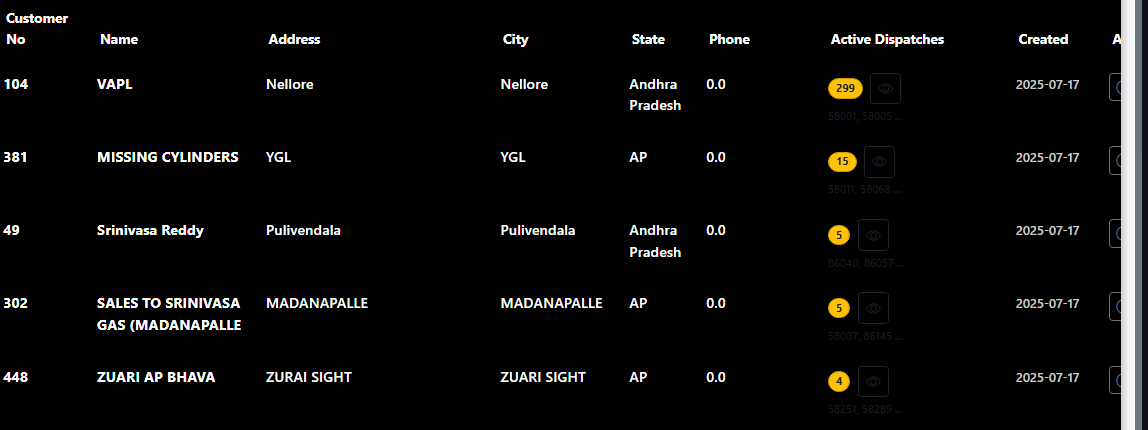 Customer No Name Address City State Phone Active Dispatches Created A
104 VAPL Nellore Nellore Andhra Pradesh 0.0 299 2025-07-17
58001, 58005 ...
381 MISSING CYLINDERS YGL YGL AP 0.0 15 2025-07-17
58011, 58068 ...
49 Srinivasa Reddy Pulivendala Pulivendala Andhra Pradesh 0.0 5 2025-07-17
86040, 86057 ...
302 SALES TO SRINIVASA GAS (MADANAPALLE MADANAPALLE MADANAPALLE AP 0.0 5 2025-07-17
58007, 86145 ...
448 ZUARI AP BHAVA ZURAI SIGHT ZUARI SIGHT AP 0.0 4 2025-07-17
58251, 58289 ...